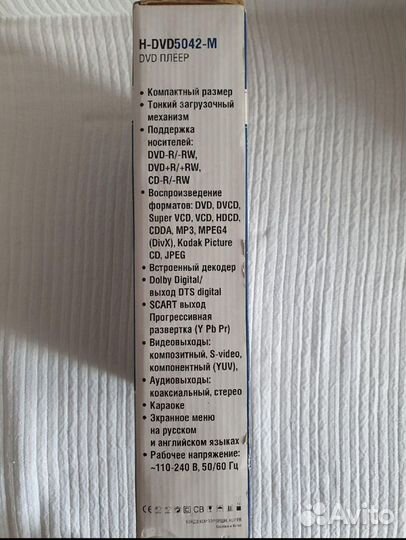 H-DVD5042-M
DVD ПЛЕЕР
• Компактный размер
• Тонкий загрузочный
механизм
• Поддержка
носителей:
DVD-R/-RW,
DVD+R/+RW,
CD-R/-RW
• Воспроизведение
форматов: DVD, DVCD,
Super VCD, VCD, HDCD,
CDDA, MP3, MPEG4
(DivX), Kodak Picture
CD, JPEG
• Встроенный декодер
• Dolby Digital/
выход DTS digital
• SCART выход
Прогрессивная
развертка (Y Pb Pr)
• Видеовыходы:
композитный, S-video,
компонентный (YUV),
• Аудиовыходы:
коаксиальный, стерео
• Караоке
• Экранное меню
на русском
и английском языках
• Рабочее напряжение:
~110-240 В, 50/60 Гц
CE
CB
Avito